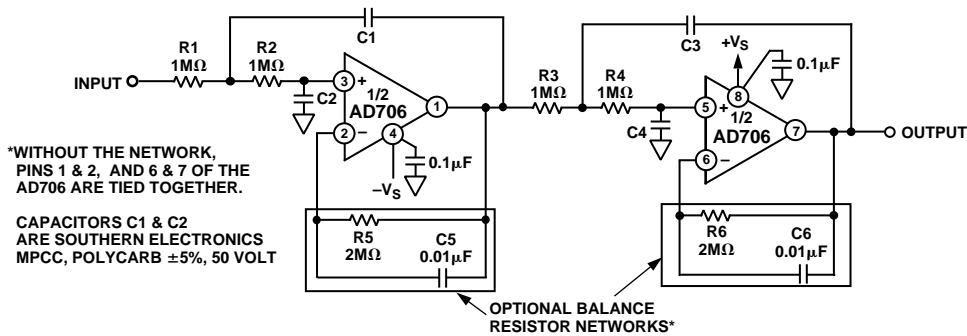 C1
C3
R1
1MΩ
R2
1MΩ
+VS
0.1µF
INPUT
3
+
1/2
AD706
1
C2
2
−
4
0.1µF
−VS
R3
1MΩ
R4
1MΩ
C4
5
+
8
1/2
AD706
7
6
−
OUTPUT
*WITHOUT THE NETWORK,
PINS 1 & 2, AND 6 & 7 OF THE
AD706 ARE TIED TOGETHER.
CAPACITORS C1 & C2
ARE SOUTHERN ELECTRONICS
MPCC, POLYCARB ±5%, 50 VOLT
R5
2MΩ
C5
0.01µF
R6
2MΩ
C6
0.01µF
OPTIONAL BALANCE
RESISTOR NETWORKS*